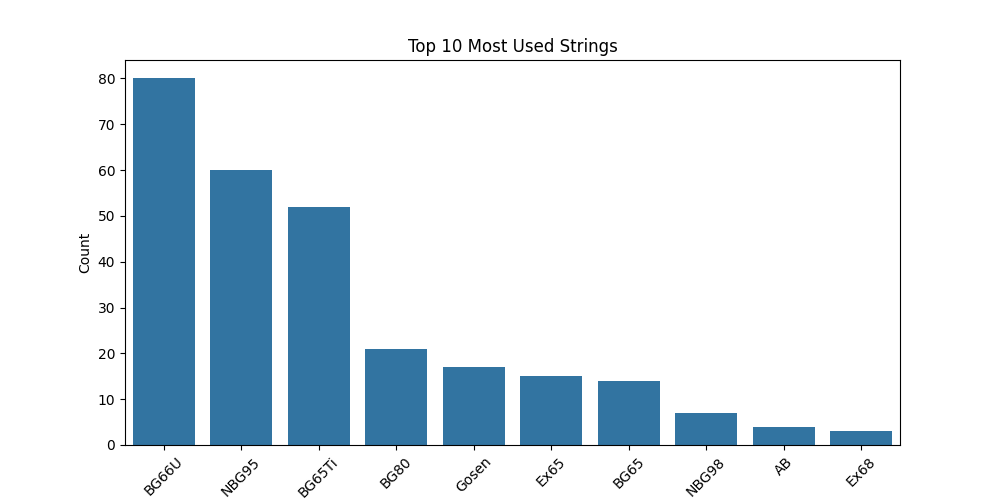 Top 10 Most Used Strings
Count
80
70
60
50
40
30
20
10
0
BG66U
NBG95
BG65Ti
BG80
Gosen
Ex65
BG65
NBG98
AB
Ex68